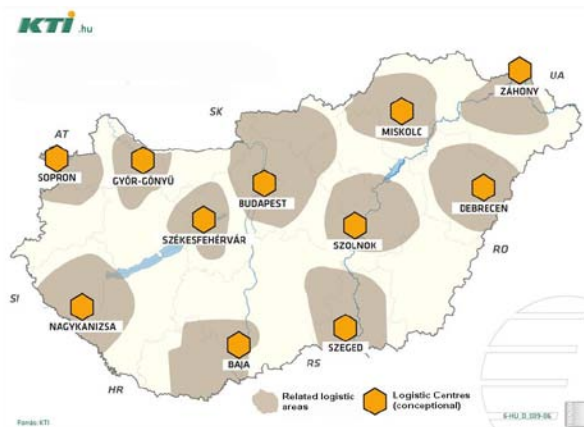 KTI.hu
UA
ZÁHONY
SK
MISKOLC
AT
SOPRON
GYŐR-GÖNYŰ
BUDAPEST
DEBRECEN
SZÉKESFEHÉRVÁR
SZOLNOK
RO
SI
NAGYKANIZSA
SZEGED
BAJA
RS
HR
Related logistic
areas
Logistic Centres
(conceptional)
Forrás: KTI